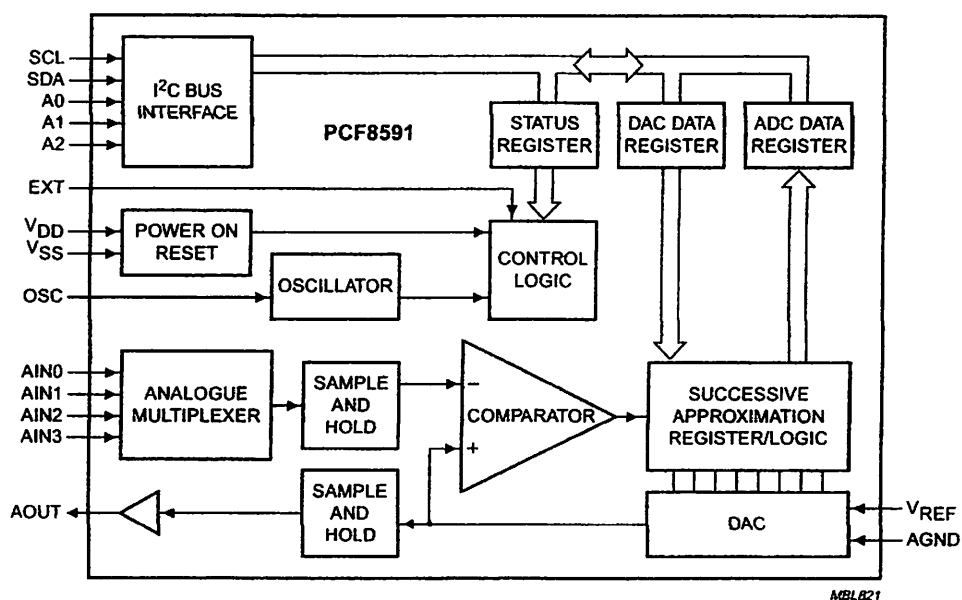 SCL
SDA
A0
A1
A2
I²C BUS
INTERFACE
PCF8591
STATUS
REGISTER
DAC DATA
REGISTER
ADC DATA
REGISTER
EXT
VDD
VSS
POWER ON
RESET
OSC
OSCILLATOR
CONTROL
LOGIC
AIN0
AIN1
AIN2
AIN3
ANALOGUE
MULTIPLEXER
SAMPLE
AND
HOLD
−
COMPARATOR
+
SUCCESSIVE
APPROXIMATION
REGISTER/LOGIC
AOUT
SAMPLE
AND
HOLD
DAC
VREF
AGND
MBL821